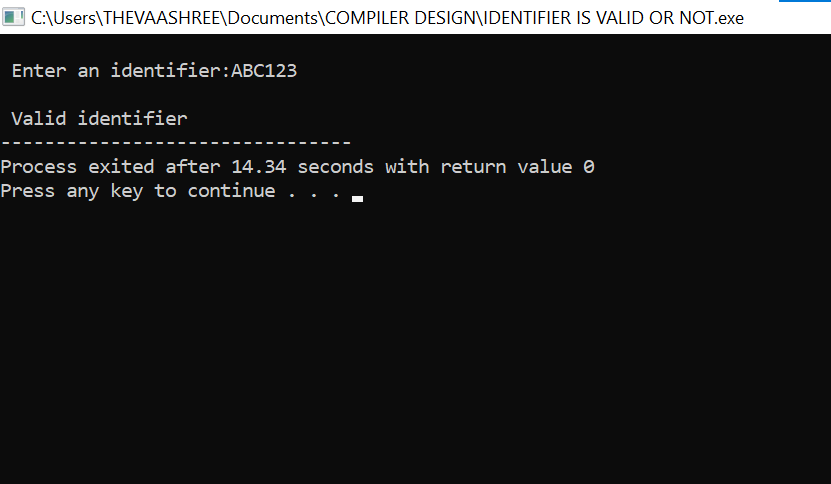 C:\Users\THEVAASHREE\Documents\COMPILER DESIGN\IDENTIFIER IS VALID OR NOT.exe
Enter an identifier:ABC123
Valid identifier
--------------------------------
Process exited after 14.34 seconds with return value 0
Press any key to continue . . .